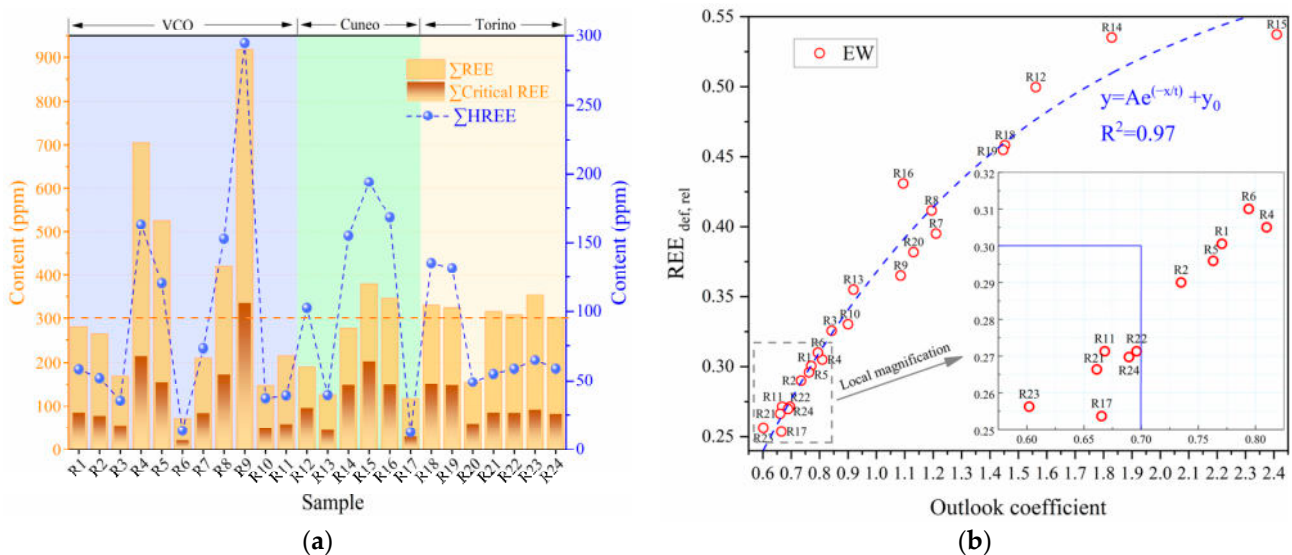 VCO Cuneo Torino
950
900
800
700
600
500
400
300
200
100
0
300
250
200
150
100
50
0
Content (ppm)
Content (ppm)
∑REE
∑Critical REE
∑HREE
R1 R2 R3 R4 R5 R6 R7 R8 R9 R10 R11 R12 R13 R14 R15 R16 R17 R18 R19 R20 R21 R22 R23 R24
Sample
(a)
0.55
0.50
0.45
0.40
0.35
0.30
0.25
REE def, rel
EW
R14
R15
R12
y=Ae(−x/t) +y0
R²=0.97
R18
R19
R16
R8
R7
R20
R9
R13
R10
R3
R6
R1
R4
R5
R2
R11
R22
R21
R24
R23
R17
Local magnification
0.32
0.31
0.30
0.29
0.28
0.27
0.26
0.25
R6
R4
R1
R5
R2
R11
R21
R24
R23
R17
0.60 0.65 0.70 0.75 0.80
0.6 0.7 0.8 0.9 1.0 1.1 1.2 1.3 1.4 1.5 1.6 1.7 1.8 1.9 2.0 2.1 2.2 2.3 2.4
Outlook coefficient
(b)